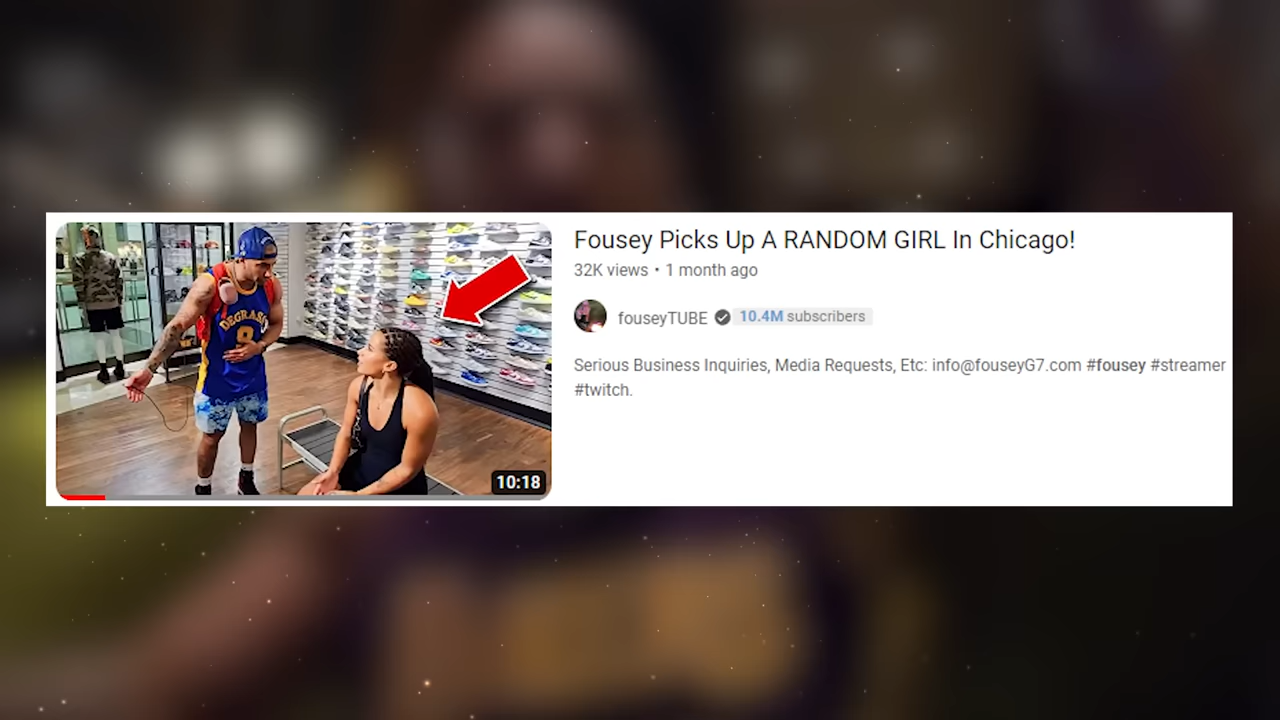 Fousey Picks Up A RANDOM GIRL In Chicago!
32K views • 1 month ago
fouseyTUBE 10.4M subscribers
Serious Business Inquiries, Media Requests, Etc: info@fouseyG7.com #fousey #streamer
#twitch.
DEGRASSI
8
10:18